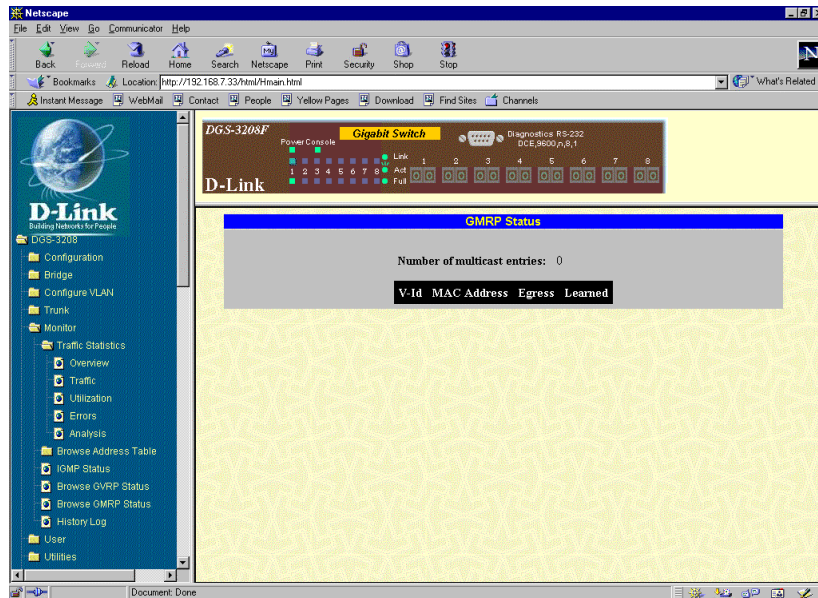 Netscape
File Edit View Go Communicator Help
Back Forward Reload Home Search Netscape Print Security Shop Stop
Bookmarks Location: http://192.168.7.33/html/Hmain.html What's Related
Instant Message WebMail Contact People Yellow Pages Download Find Sites Channels
D-Link
Building Networks for People
DGS-3208
Configuration
Bridge
Configure VLAN
Trunk
Monitor
Traffic Statistics
Overview
Traffic
Utilization
Errors
Analysis
Browse Address Table
IGMP Status
Browse GVRP Status
Browse GMRP Status
History Log
User
Utilities
DGS-3208F
Power Console
Gigabit Switch
Diagnostics RS-232
DCE,9600,n,8,1
Link
Act
Full
1 2 3 4 5 6 7 8
1 2 3 4 5 6 7 8
D-Link
GMRP Status
Number of multicast entries: 0
V-Id MAC Address Egress Learned
Document: Done